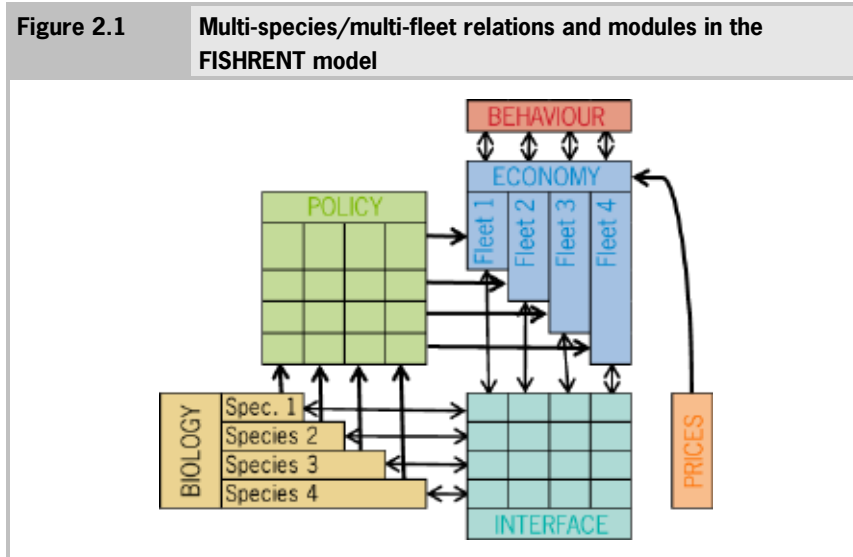 Figure 2.1
Multi-species/multi-fleet relations and modules in the
FISHRENT model
BEHAVIOUR
ECONOMY
Fleet 1
Fleet 2
Fleet 3
Fleet 4
POLICY
BIOLOGY
Spec. 1
Species 2
Species 3
Species 4
INTERFACE
PRICES